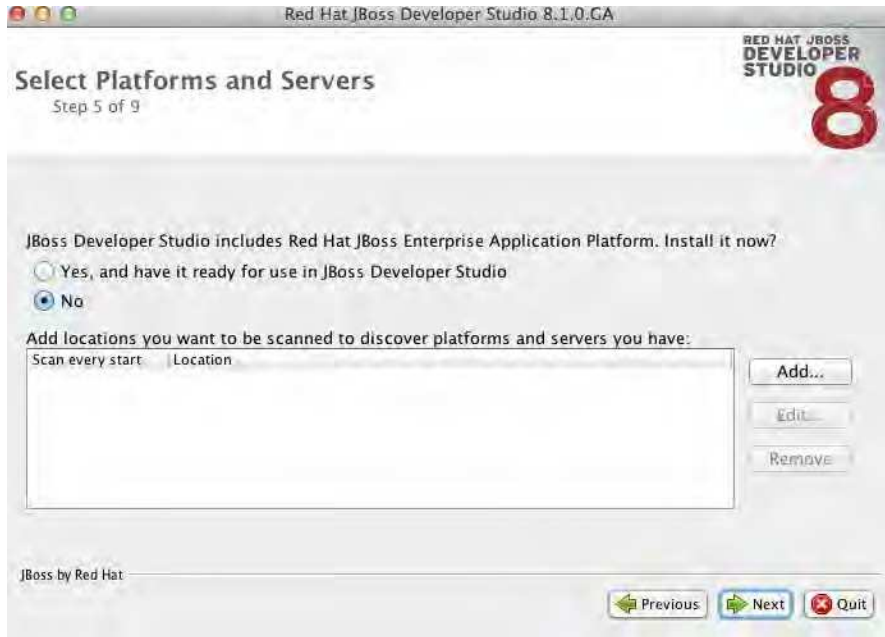 Red Hat JBoss Developer Studio 8.1.0.GA
RED HAT JBOSS
DEVELOPER
STUDIO
8
Select Platforms and Servers
Step 5 of 9
JBoss Developer Studio includes Red Hat JBoss Enterprise Application Platform. Install it now?
Yes, and have it ready for use in JBoss Developer Studio
No
Add locations you want to be scanned to discover platforms and servers you have:
Scan every start Location
Add...
Edit...
Remove
JBoss by Red Hat
Previous Next Quit